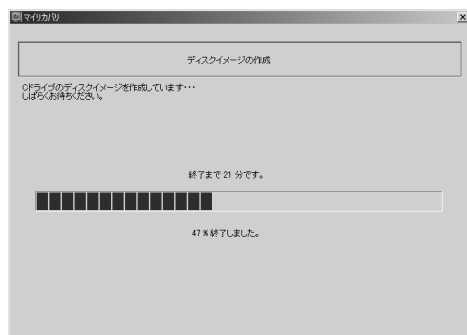 マイリカバリ
ディスクイメージの作成
Cドライブのディスクイメージを作成しています・・・
しばらくお待ちください。
終了まで 21 分です。
47 % 終了しました。